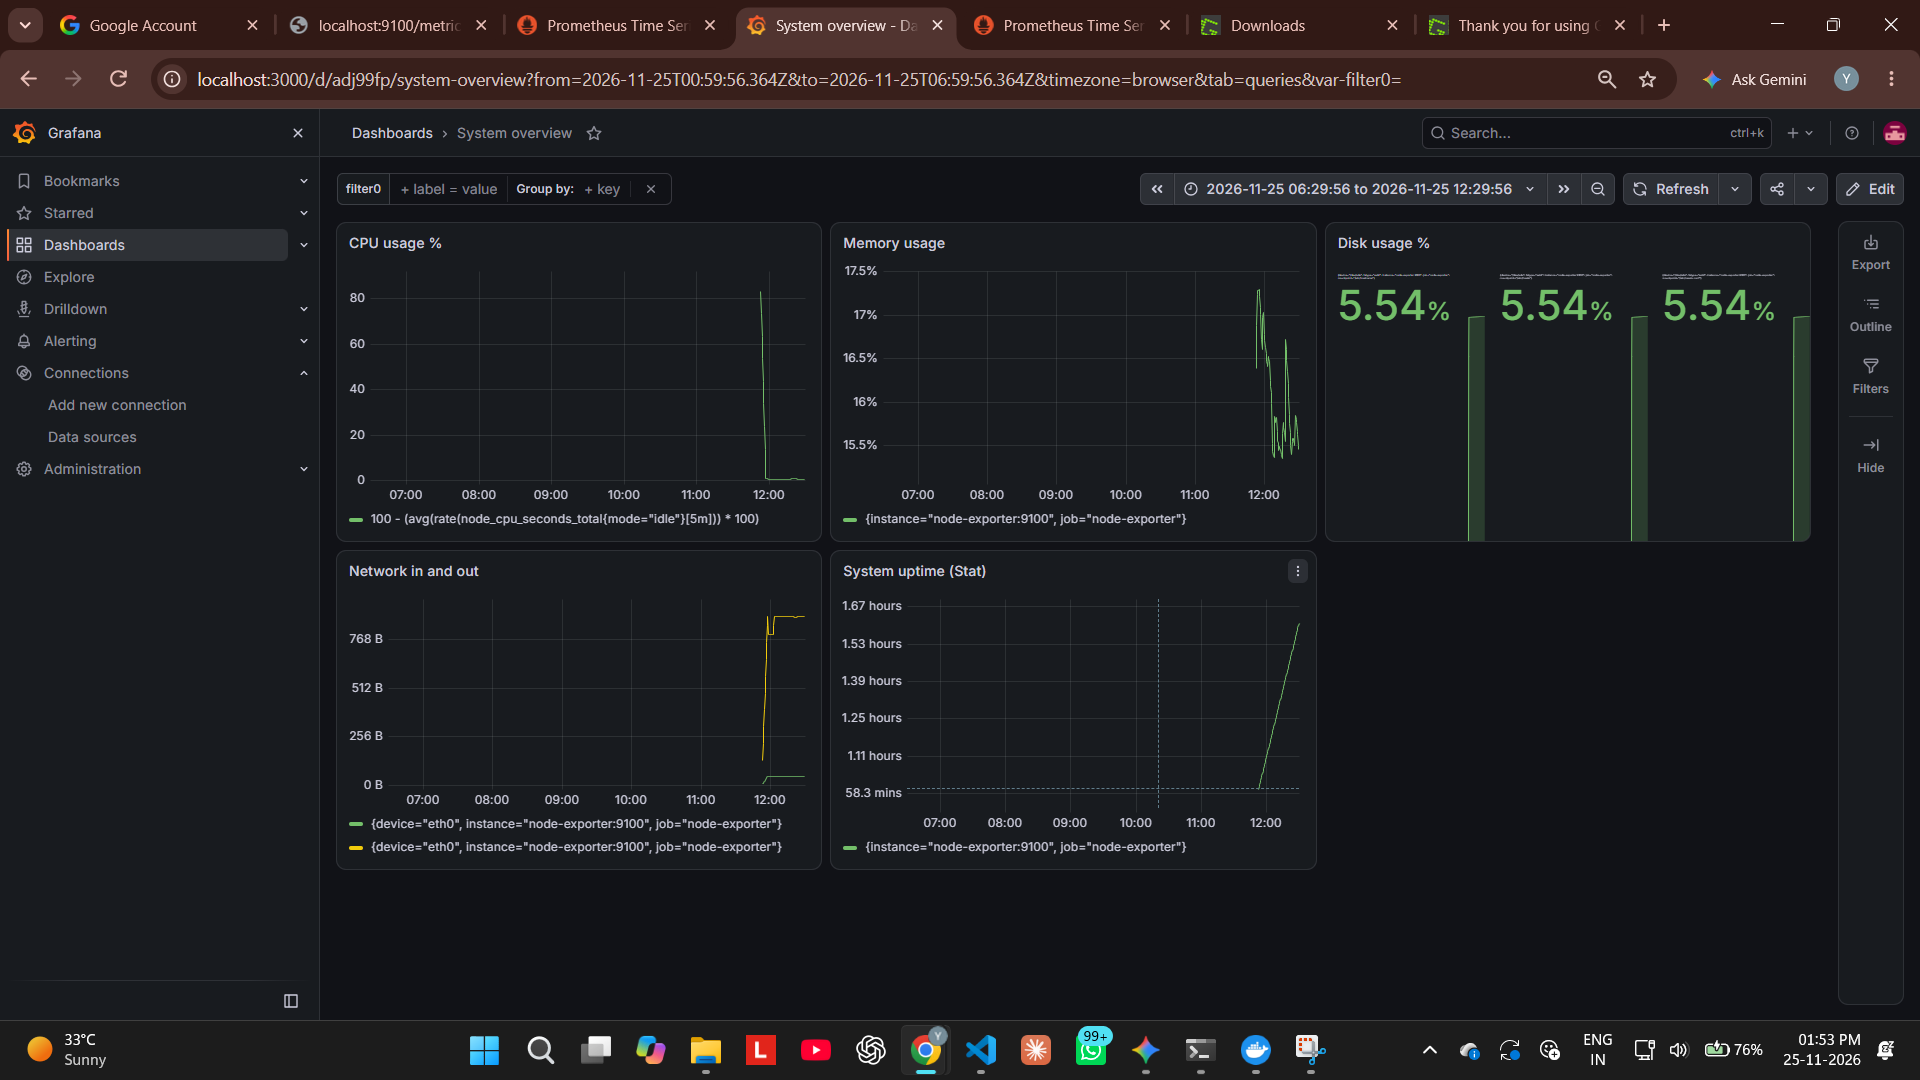 Google Account
localhost:9100/metric
Prometheus Time Ser
System overview - Da
Prometheus Time Ser
Downloads
Thank you for using
localhost:3000/d/adj99fp/system-overview?from=2026-11-25T00:59:56.364Z&to=2026-11-25T06:59:56.364Z&timezone=browser&tab=queries&var-filter0=
Ask Gemini
Y
Grafana
Dashboards › System overview
Search... ctrl+k
Bookmarks
Starred
Dashboards
Explore
Drilldown
Alerting
Connections
Add new connection
Data sources
Administration
filter0 + label = value Group by: + key
2026-11-25 06:29:56 to 2026-11-25 12:29:56
Refresh
Edit
CPU usage %
80
60
40
20
0
07:00 08:00 09:00 10:00 11:00 12:00
100 - (avg(rate(node_cpu_seconds_total{mode="idle"}[5m])) * 100)
Memory usage
17.5%
17%
16.5%
16%
15.5%
07:00 08:00 09:00 10:00 11:00 12:00
{instance="node-exporter:9100", job="node-exporter"}
Disk usage %
5.54% 5.54% 5.54%
Export
Outline
Filters
Hide
Network in and out
768 B
512 B
256 B
0 B
07:00 08:00 09:00 10:00 11:00 12:00
{device="eth0", instance="node-exporter:9100", job="node-exporter"}
{device="eth0", instance="node-exporter:9100", job="node-exporter"}
System uptime (Stat)
1.67 hours
1.53 hours
1.39 hours
1.25 hours
1.11 hours
58.3 mins
07:00 08:00 09:00 10:00 11:00 12:00
{instance="node-exporter:9100", job="node-exporter"}
33°C
Sunny
L
Y
99+
ENG
IN
76%
01:53 PM
25-11-2026